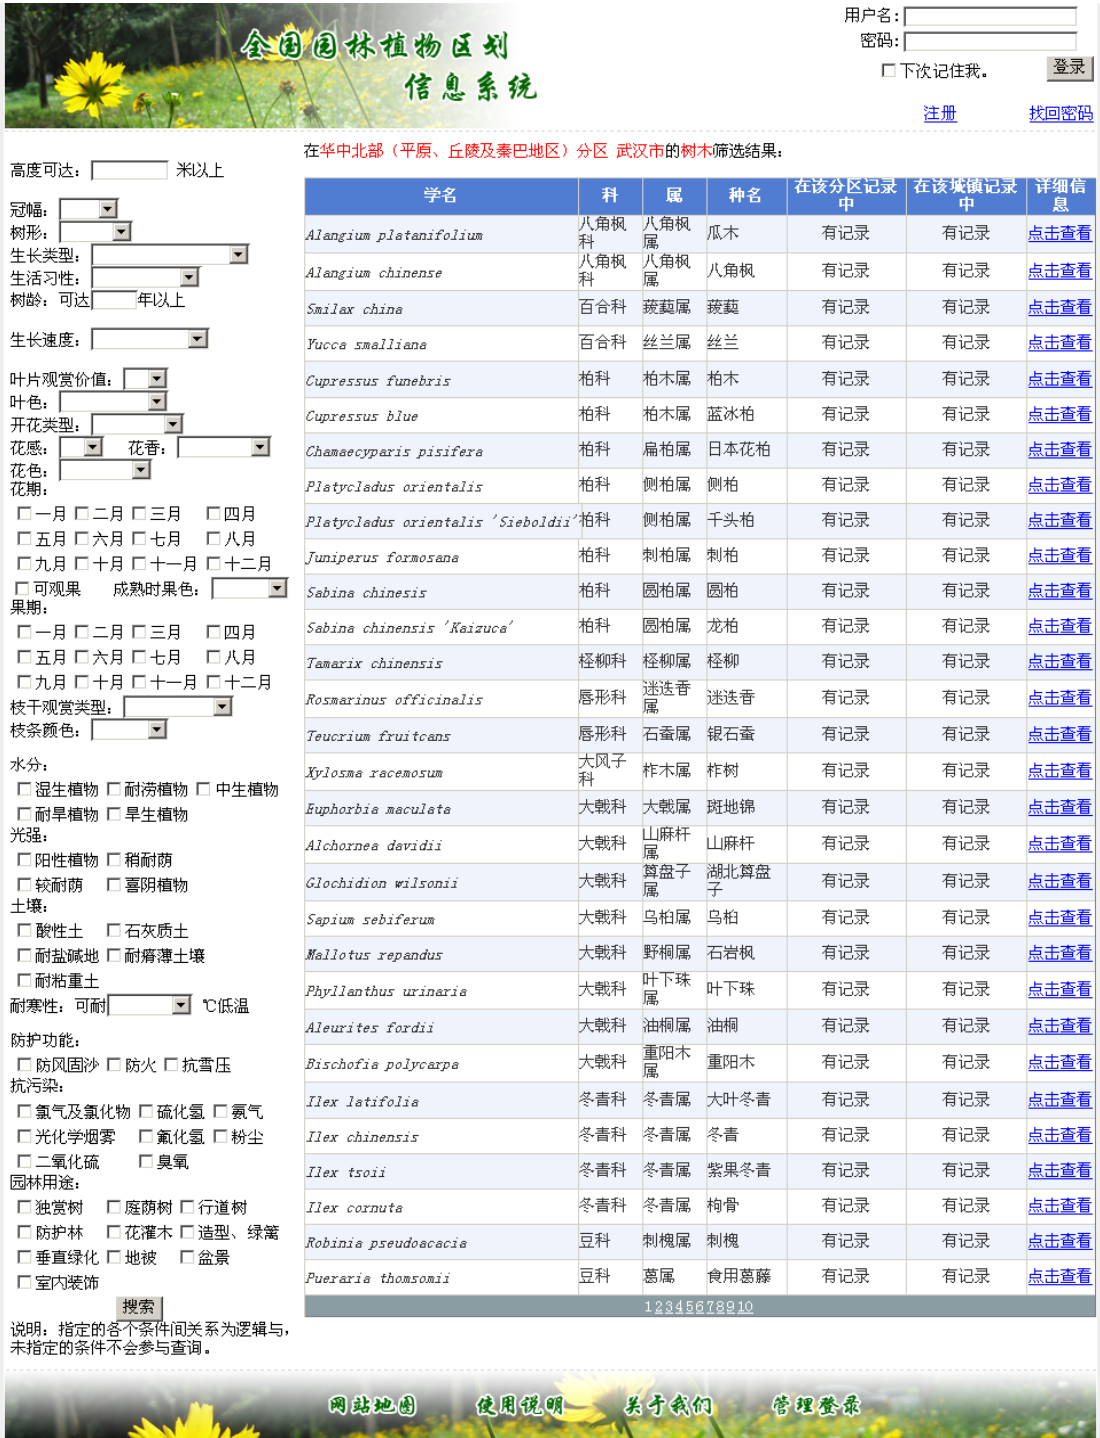 全国园林植物区划
信息系统
用户名:
密码:
下次记住我。 登录
注册 找回密码
在华中北部（平原、丘陵及秦巴地区）分区 武汉市的树木筛选结果:
高度可达: 米以上
冠幅:
树形:
生长类型:
生活习性:
树龄: 可达 年以上
生长速度:
叶片观赏价值:
叶色:
开花类型:
花感: 花香:
花色:
花期:
一月 二月 三月 四月
五月 六月 七月 八月
九月 十月 十一月 十二月
可观果 成熟时果色:
果期:
一月 二月 三月 四月
五月 六月 七月 八月
九月 十月 十一月 十二月
枝干观赏类型:
枝条颜色:
水分:
湿生植物 耐涝植物 中生植物
耐旱植物 旱生植物
光强:
阳性植物 稍耐荫
较耐荫 喜阴植物
土壤:
酸性土 石灰质土
耐盐碱地 耐瘠薄土壤
耐粘重土
耐寒性: 可耐 ℃低温
防护功能:
防风固沙 防火 抗雪压
抗污染:
氯气及氯化物 硫化氢 氨气
光化学烟雾 氟化氢 粉尘
二氧化硫 臭氧
园林用途:
独赏树 庭荫树 行道树
防护林 花灌木 造型、绿篱
垂直绿化 地被 盆景
室内装饰
搜索
说明: 指定的各个条件间关系为逻辑与,
未指定的条件不会参与查询。
学名 科 属 种名 在该分区记录中 在该城镇记录中 详细信息
Alangium platanifolium 八角枫科 八角枫属 瓜木 有记录 有记录 点击查看
Alangium chinense 八角枫科 八角枫属 八角枫 有记录 有记录 点击查看
Smilax china 百合科 菝葜属 菝葜 有记录 有记录 点击查看
Yucca smalliana 百合科 丝兰属 丝兰 有记录 有记录 点击查看
Cupressus funebris 柏科 柏木属 柏木 有记录 有记录 点击查看
Cupressus blue 柏科 柏木属 蓝冰柏 有记录 有记录 点击查看
Chamaecyparis pisifera 柏科 扁柏属 日本花柏 有记录 有记录 点击查看
Platycladus orientalis 柏科 侧柏属 侧柏 有记录 有记录 点击查看
Platycladus orientalis 'Sieboldii' 柏科 侧柏属 千头柏 有记录 有记录 点击查看
Juniperus formosana 柏科 刺柏属 刺柏 有记录 有记录 点击查看
Sabina chinesis 柏科 圆柏属 圆柏 有记录 有记录 点击查看
Sabina chinensis 'Kaizuca' 柏科 圆柏属 龙柏 有记录 有记录 点击查看
Tamarix chinensis 柽柳科 柽柳属 柽柳 有记录 有记录 点击查看
Rosmarinus officinalis 唇形科 迷迭香属 迷迭香 有记录 有记录 点击查看
Teucrium fruitcans 唇形科 石蚕属 银石蚕 有记录 有记录 点击查看
Xylosma racemosum 大风子科 柞木属 柞树 有记录 有记录 点击查看
Euphorbia maculata 大戟科 大戟属 斑地锦 有记录 有记录 点击查看
Alchornea davidii 大戟科 山麻杆属 山麻杆 有记录 有记录 点击查看
Glochidion wilsonii 大戟科 算盘子属 湖北算盘子 有记录 有记录 点击查看
Sapium sebiferum 大戟科 乌桕属 乌桕 有记录 有记录 点击查看
Mallotus repandus 大戟科 野桐属 石岩枫 有记录 有记录 点击查看
Phyllanthus urinaria 大戟科 叶下珠属 叶下珠 有记录 有记录 点击查看
Aleurites fordii 大戟科 油桐属 油桐 有记录 有记录 点击查看
Bischofia polycarpa 大戟科 重阳木属 重阳木 有记录 有记录 点击查看
Ilex latifolia 冬青科 冬青属 大叶冬青 有记录 有记录 点击查看
Ilex chinensis 冬青科 冬青属 冬青 有记录 有记录 点击查看
Ilex tsoii 冬青科 冬青属 紫果冬青 有记录 有记录 点击查看
Ilex cornuta 冬青科 冬青属 枸骨 有记录 有记录 点击查看
Robinia pseudoacacia 豆科 刺槐属 刺槐 有记录 有记录 点击查看
Pueraria thomsomii 豆科 葛属 食用葛藤 有记录 有记录 点击查看
12345678910
网站地图 使用说明 关于我们 管理登录